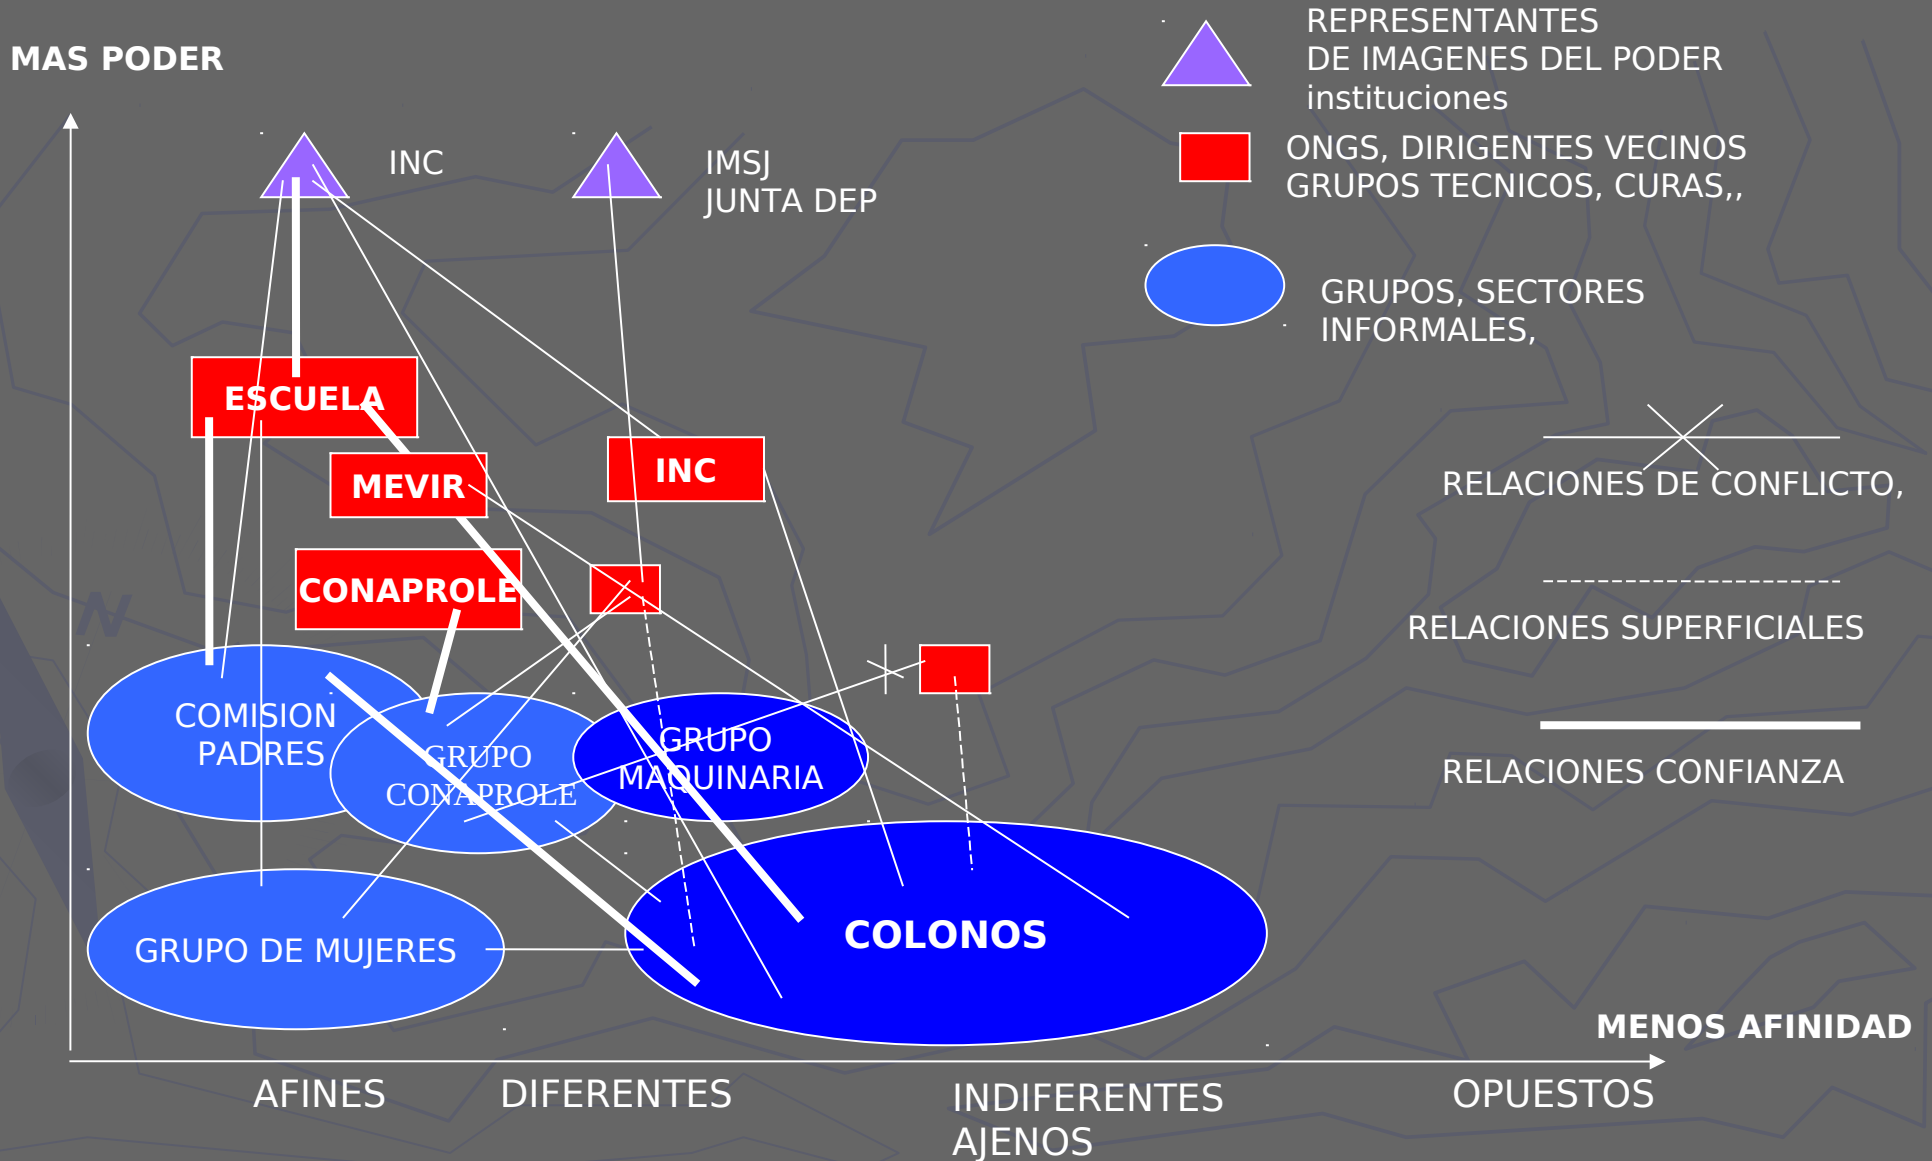 MAS PODER
REPRESENTANTES
DE IMAGENES DEL PODER
instituciones
ONGS, DIRIGENTES VECINOS
GRUPOS TECNICOS, CURAS,,
GRUPOS, SECTORES
INFORMALES,
INC
IMSJ
JUNTA DEP
ESCUELA
MEVIR
INC
CONAPROLE
RELACIONES DE CONFLICTO,
RELACIONES SUPERFICIALES
RELACIONES CONFIANZA
N
COMISION
PADRES
GRUPO
CONAPROLE
GRUPO
MAQUINARIA
GRUPO DE MUJERES
COLONOS
MENOS AFINIDAD
AFINES
DIFERENTES
INDIFERENTES
AJENOS
OPUESTOS